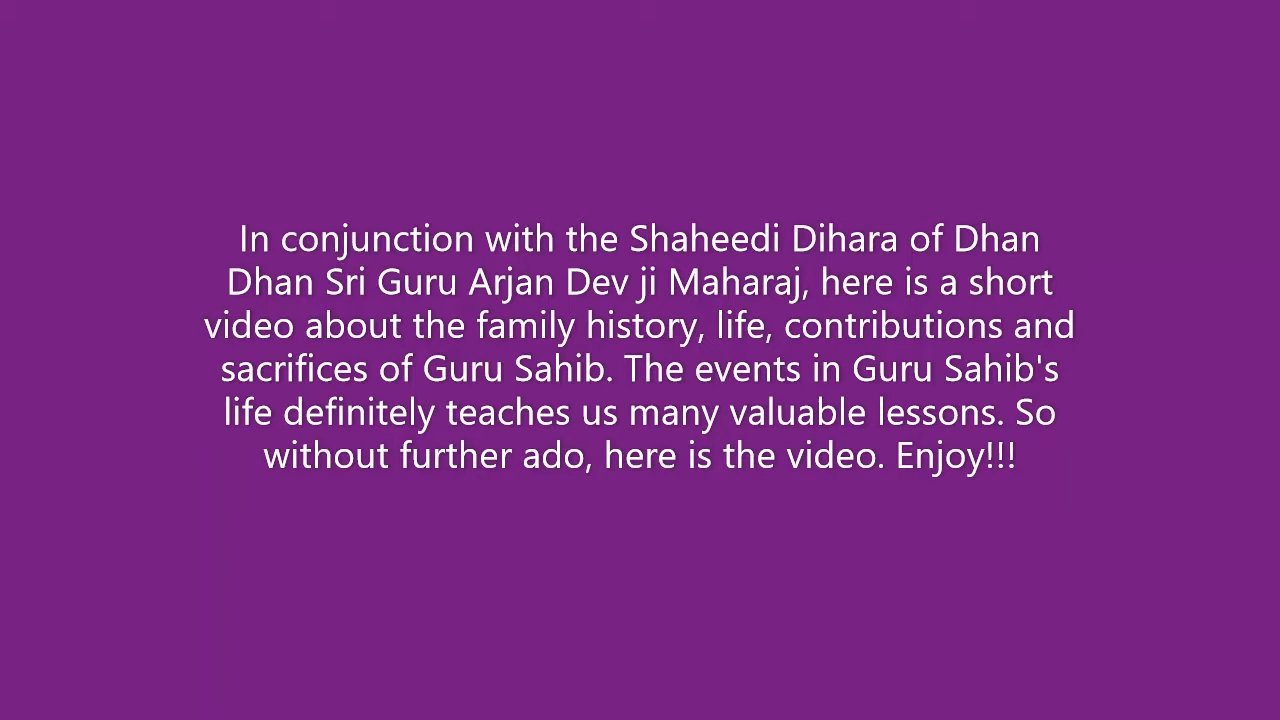 In conjunction with the Shaheedi Dihara of Dhan
Dhan Sri Guru Arjan Dev ji Maharaj, here is a short
video about the family history, life, contributions and
sacrifices of Guru Sahib. The events in Guru Sahib's
life definitely teaches us many valuable lessons. So
without further ado, here is the video. Enjoy!!!